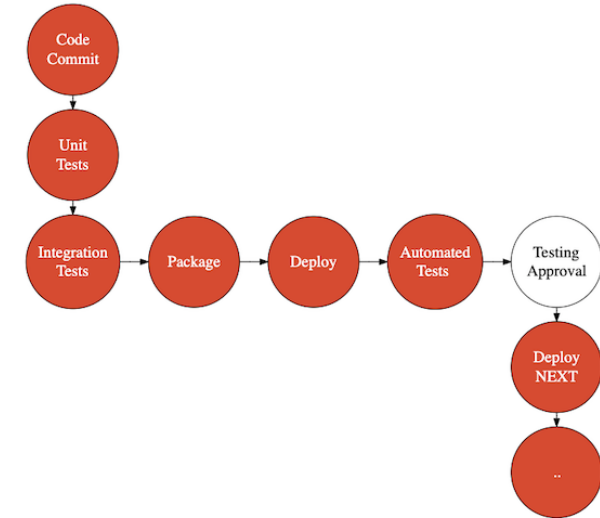 Code
Commit
Unit
Tests
Integration
Tests
Package
Deploy
Automated
Tests
Testing
Approval
Deploy
NEXT
..